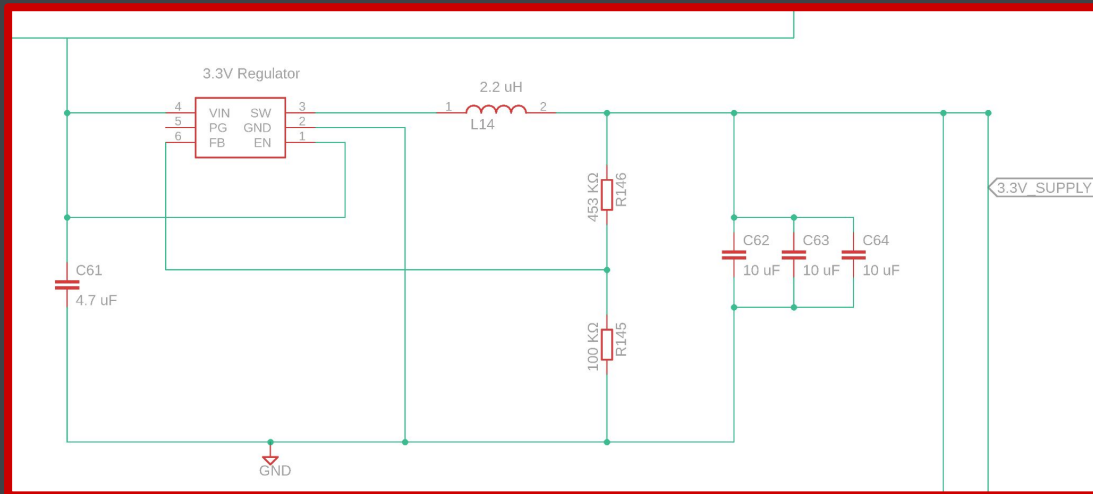 3.3V Regulator
4 VIN SW 3
5 PG GND 2
6 FB EN 1
2.2 uH
1 2
L14
453 KΩ
R146
3.3V_SUPPLY
C61
4.7 uF
C62
10 uF
C63
10 uF
C64
10 uF
100 KΩ
R145
GND